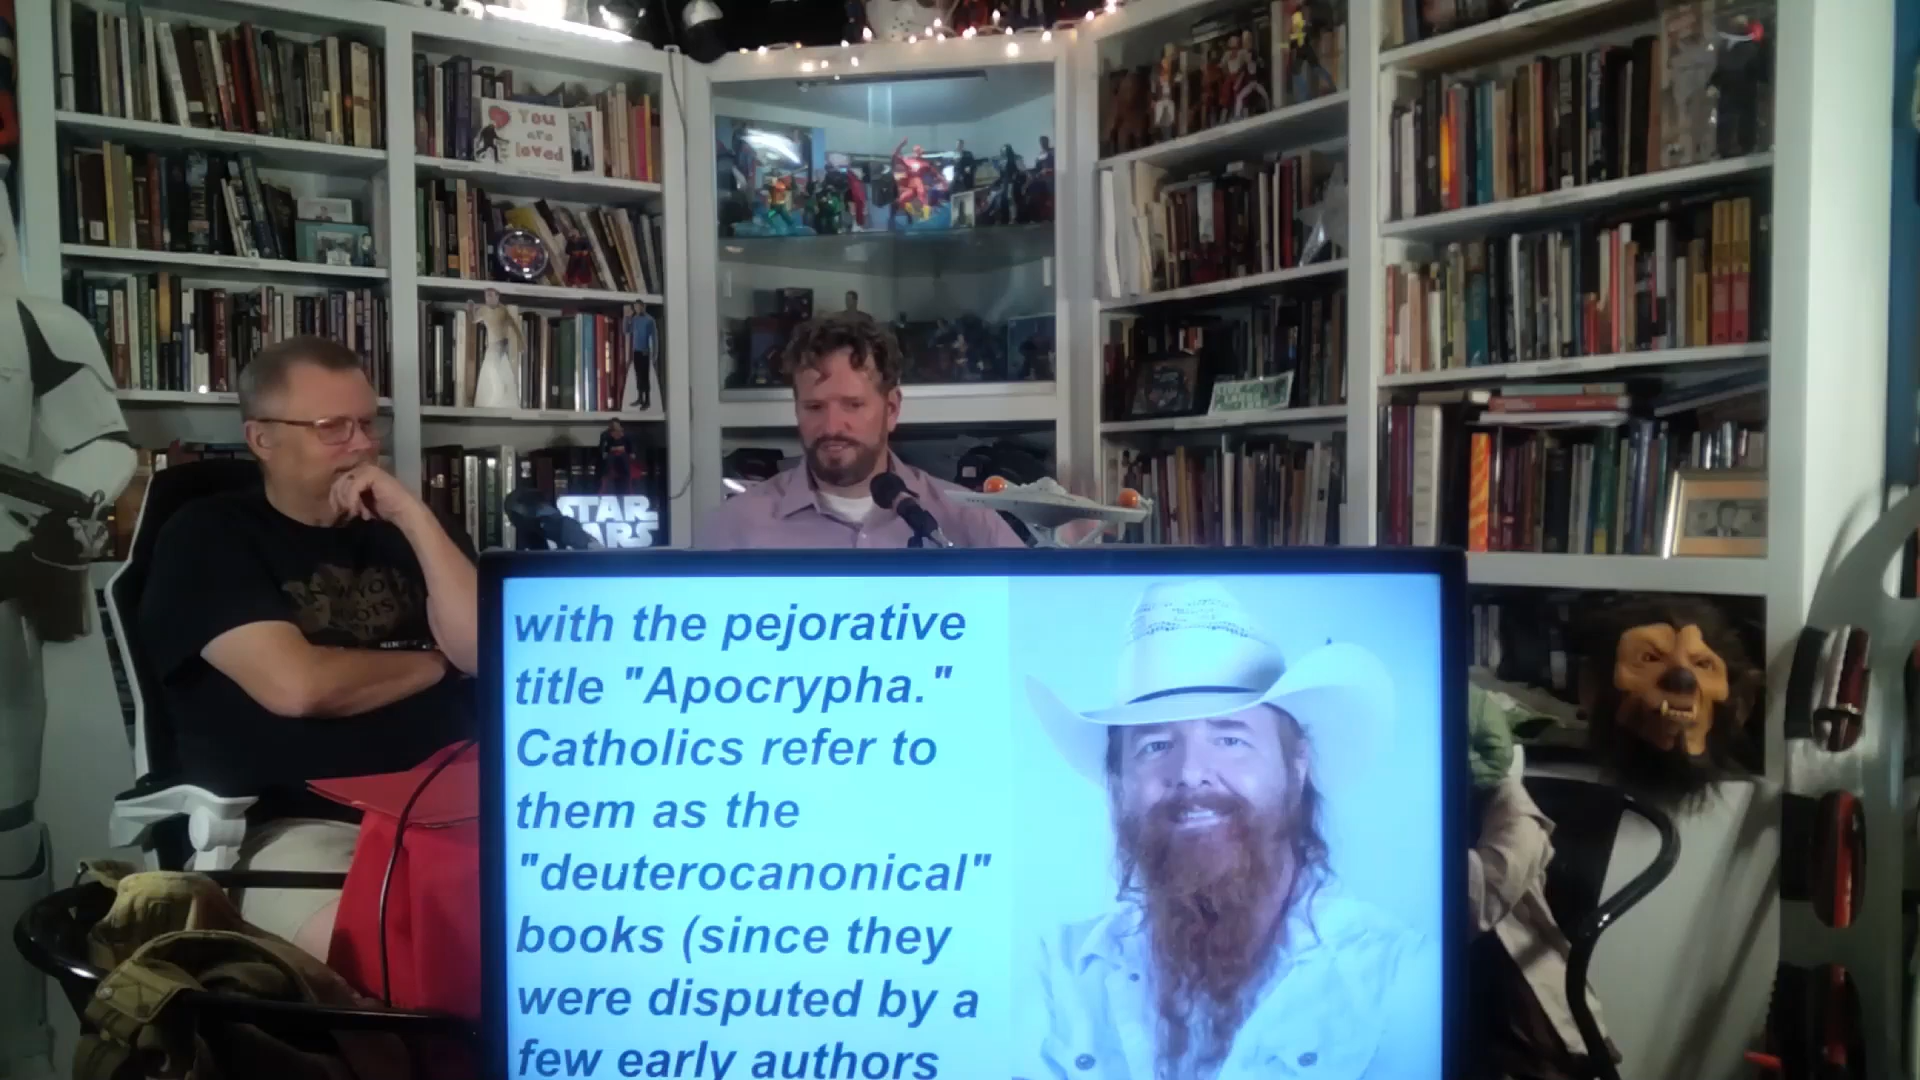 You
are
loved
STAR
WARS
with the pejorative
title "Apocrypha."
Catholics refer to
them as the
"deuterocanonical"
books (since they
were disputed by a
few early authors